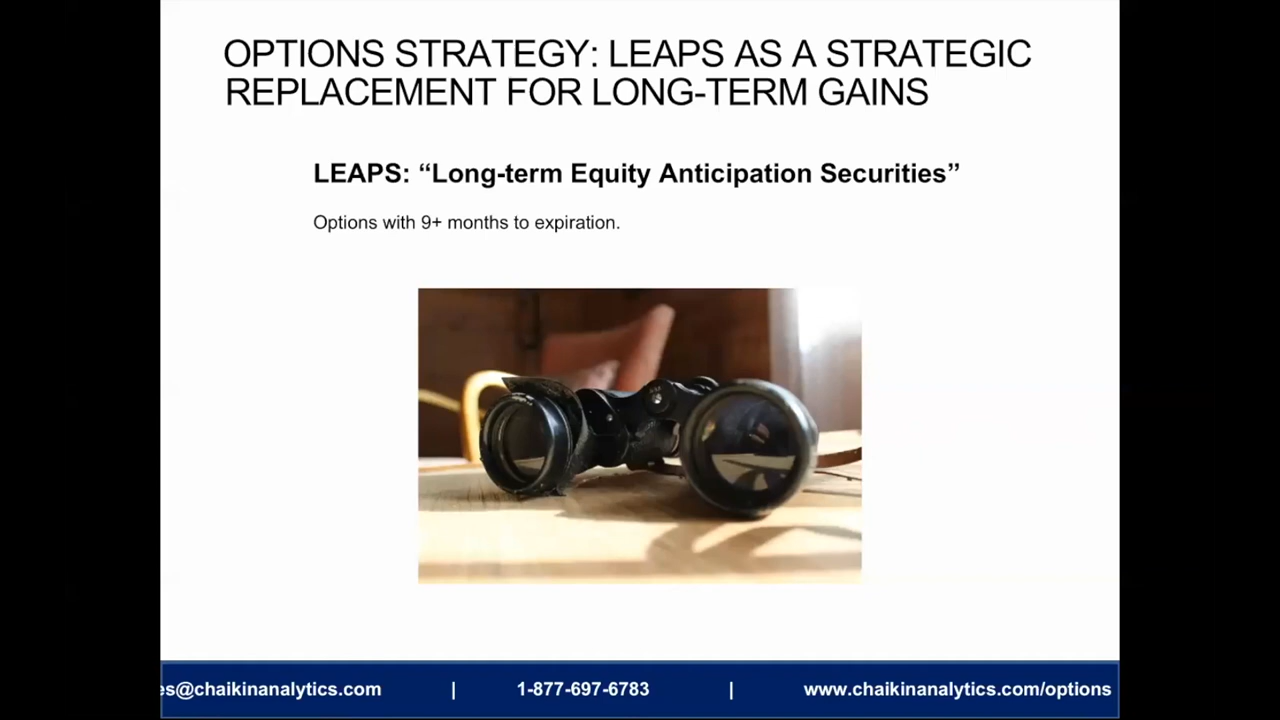 OPTIONS STRATEGY: LEAPS AS A STRATEGIC
REPLACEMENT FOR LONG-TERM GAINS
LEAPS: “Long-term Equity Anticipation Securities”
Options with 9+ months to expiration.
es@chaikinanalytics.com | 1-877-697-6783 | www.chaikinanalytics.com/options